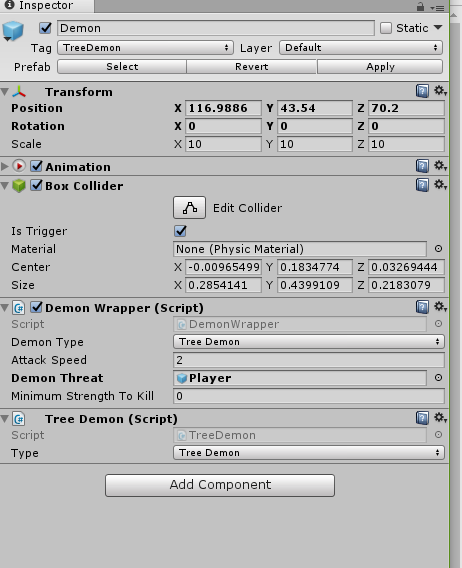 Inspector
Demon Static
Tag TreeDemon Layer Default
Prefab Select Revert Apply
Transform
Position X 116.9886 Y 43.54 Z 70.2
Rotation X 0 Y 0 Z 0
Scale X 10 Y 10 Z 10
Animation
Box Collider
Edit Collider
Is Trigger
Material None (Physic Material)
Center X -0.00965499 Y 0.1834774 Z 0.03269444
Size X 0.2854141 Y 0.4399109 Z 0.2183079
Demon Wrapper (Script)
Script DemonWrapper
Demon Type Tree Demon
Attack Speed 2
Demon Threat Player
Minimum Strength To Kill 0
Tree Demon (Script)
Script TreeDemon
Type Tree Demon
Add Component